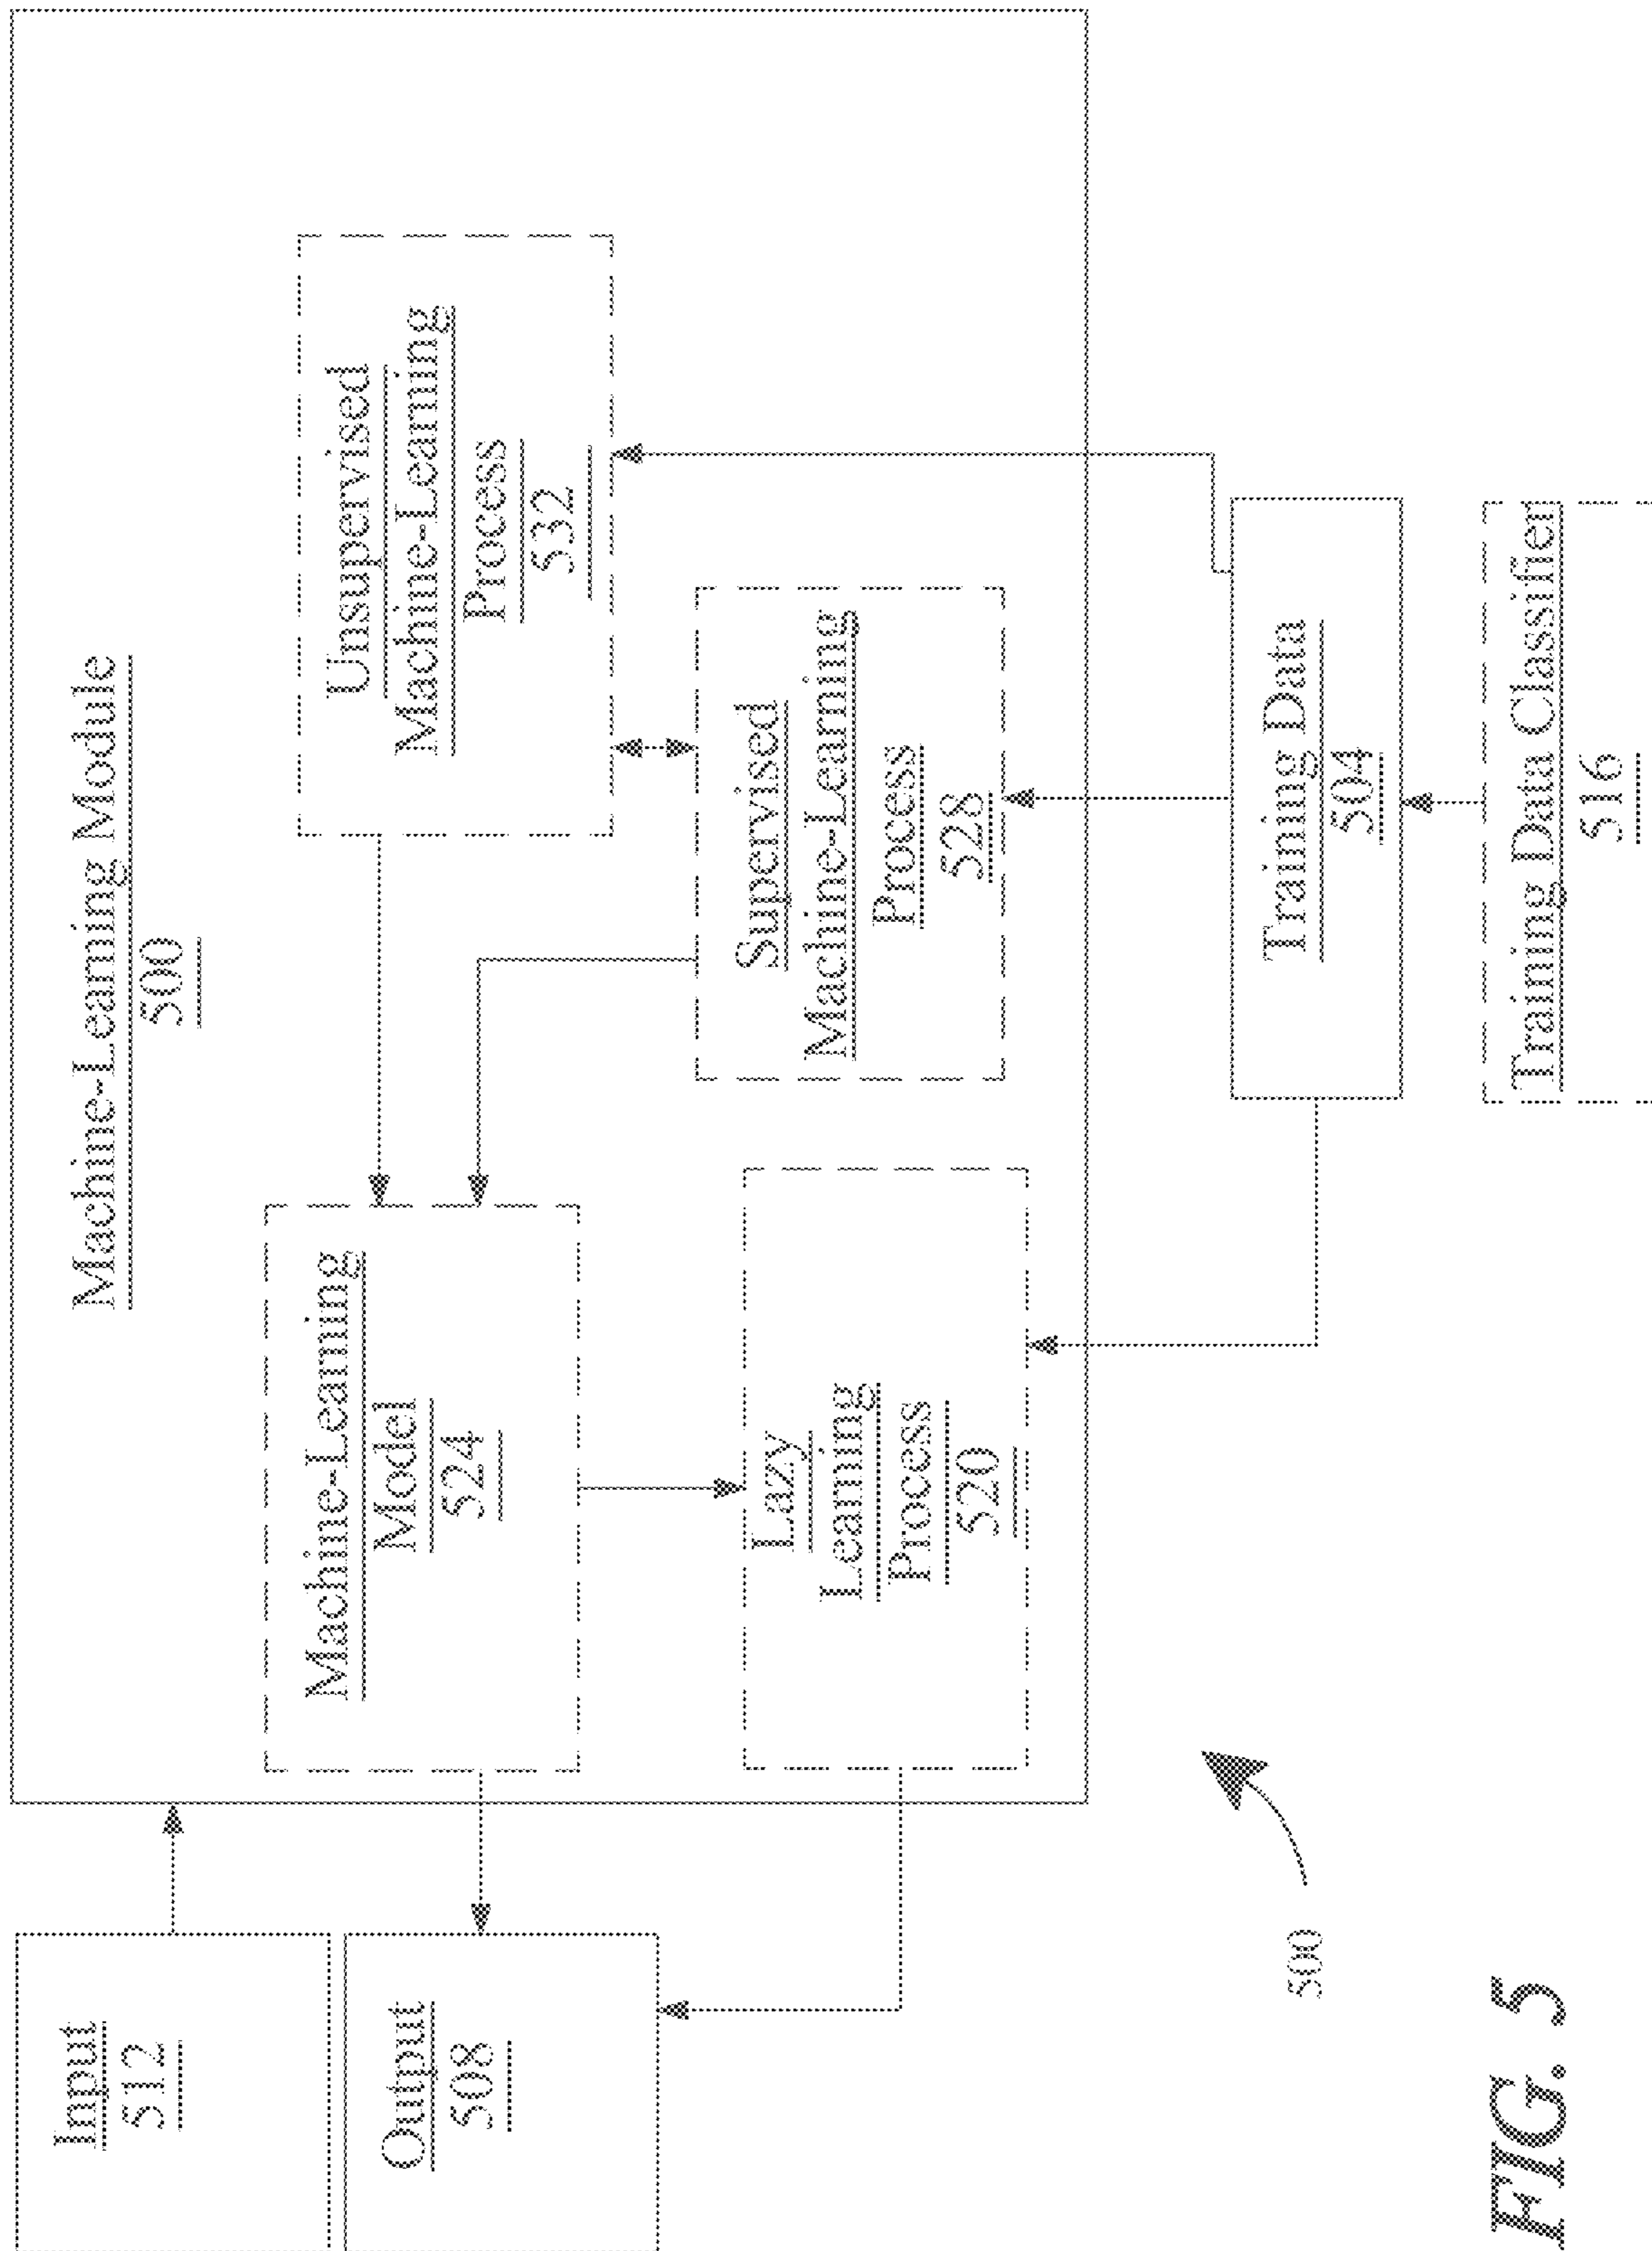 Machine-Learning Module
500
Input
512
Output
508
Machine-Learning
Model
524
Unsupervised
Machine-Learning
Process
532
Lazy
Learning
Process
520
Supervised
Machine-Learning
Process
528
Training Data
504
Training Data Classifier
516
500
FIG. 5